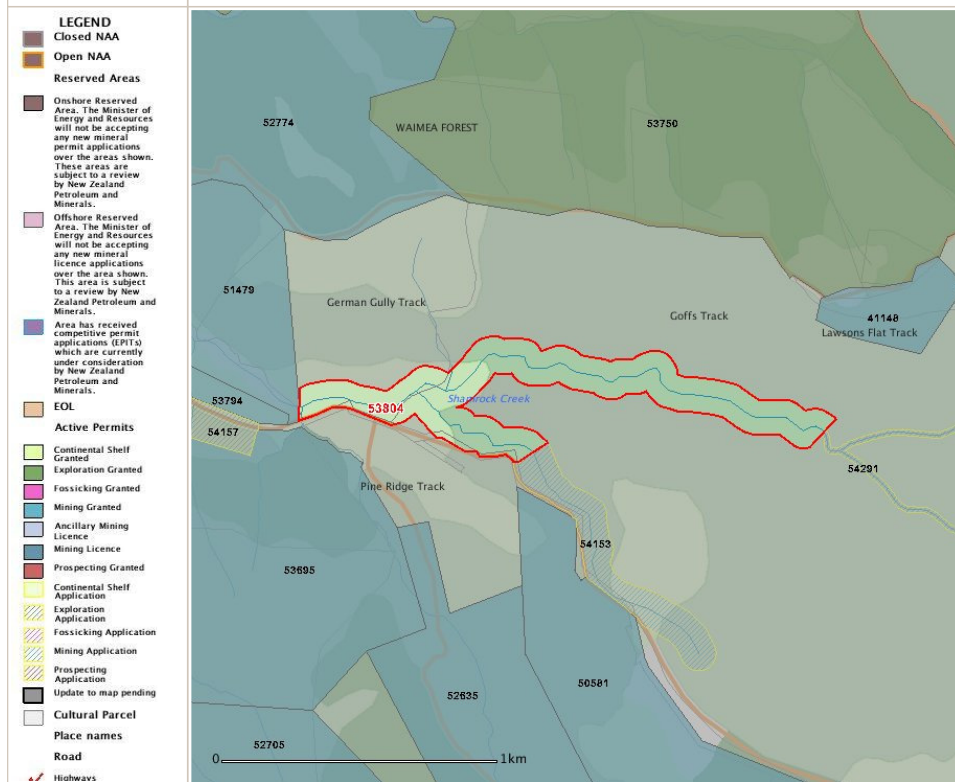 LEGEND
Closed NAA
Open NAA
Reserved Areas
Onshore Reserved
Area. The Minister of
Energy and Resources
will not be accepting
any new mineral
permit applications
over the areas shown.
These areas are
subject to a review
by New Zealand
Petroleum and
Minerals.
Offshore Reserved
Area. The Minister of
Energy and Resources
will not be accepting
any new mineral
licence applications
over the area shown.
This area is subject
to a review by New
Zealand Petroleum and
Minerals.
Area has received
competitive permit
applications (EPITs)
which are currently
under consideration
by New Zealand
Petroleum and
Minerals.
EOL
Active Permits
Continental Shelf
Granted
Exploration Granted
Fossicking Granted
Mining Granted
Ancillary Mining
Licence
Mining Licence
Prospecting Granted
Continental Shelf
Application
Exploration
Application
Fossicking Application
Mining Application
Prospecting
Application
Update to map pending
Cultural Parcel
Place names
Road
Highways
52774
WAIMEA FOREST
53750
51479
German Gully Track
Goffs Track
41148
Lawsons Flat Track
53794
53804
Shamrock Creek
54157
54291
Pine Ridge Track
54153
53695
52635
50581
52705
0
1km